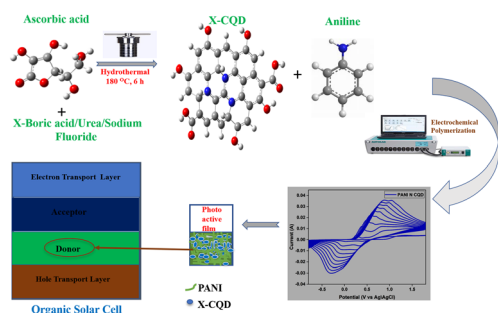 Ascorbic acid
Hydrothermal
180 °C, 6 h
+
X-Boric acid/Urea/Sodium
Fluoride
X-CQD
+
Aniline
Electrochemical
Polymerization
Electron Transport Layer
Accepter
Donor
Hole Transport Layer
Organic Solar Cell
Photo
active
film
PANI
X-CQD
PANI N-CQD
Current (A)
0.04
0.03
0.02
0.01
0.00
-0.01
-0.02
-0.03
-0.04
-0.5 0.0 0.5 1.0 1.5
Potential (V vs Ag|AgCl)